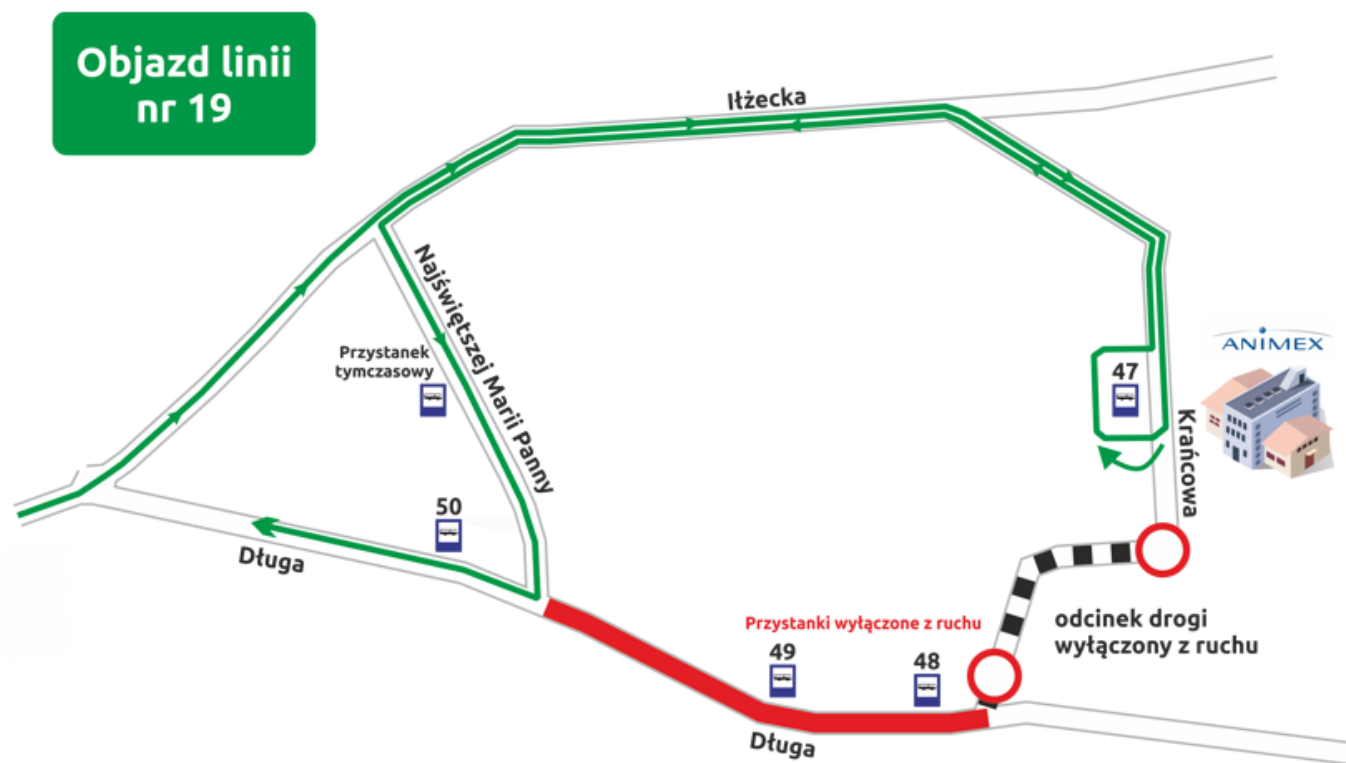 Objazd linii
nr 19
Iłżecka
Najświętszej Marii Panny
Przystanek
tymczasowy
ANIMEX
47
Krańcowa
50
Długa
Przystanki wyłączone z ruchu
odcinek drogi
wyłączony z ruchu
49
48
Długa